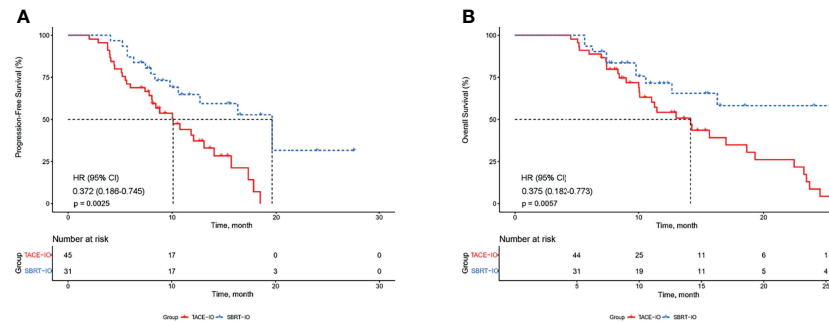 A
B
Progression-Free Survival (%)
100
75
50
25
0
HR (95% CI)
0.372 (0.186-0.745)
p = 0.0025
0
10
20
30
Time, month
Overall Survival (%)
100
75
50
25
0
HR (95% CI)
0.375 (0.182-0.773)
p = 0.0057
0
10
20
Time, month
Number at risk
Group
TACE-IO 45 17 0 0
SBRT-IO 31 17 3 0
0 10 20 30
Time, month
Group TACE-IO SBRT-IO
Number at risk
Group
TACE-IO 44 25 11 6 1
SBRT-IO 31 19 11 5 4
5 10 15 20 25
Time, month
Group TACE-IO SBRT-IO